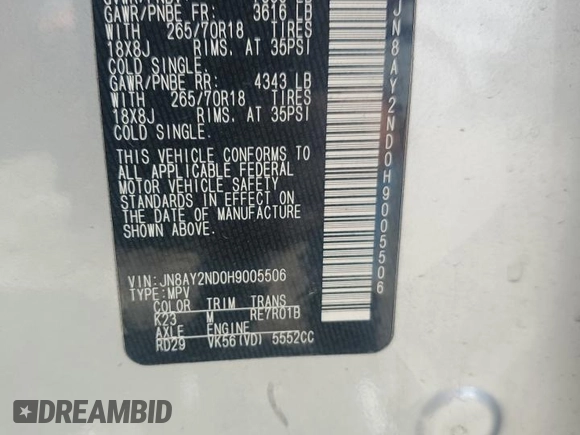 GAWR/PNBE FR: 3616 LB
WITH 265/70R18 TIRES
18X8J RIMS. AT 35PSI
COLD SINGLE.
GAWR/PNBE RR: 4343 LB
WITH 265/70R18 TIRES
18X8J RIMS. AT 35PSI
COLD SINGLE.
THIS VEHICLE CONFORMS TO
ALL APPLICABLE FEDERAL
MOTOR VEHICLE SAFETY
STANDARDS IN EFFECT ON
THE DATE OF MANUFACTURE
SHOWN ABOVE.
VIN:JN8AY2ND0H9005506
TYPE:MPV
COLOR TRIM TRANS
K23 M RE7R01B
AXLE ENGINE
RD29 VK56(VD) 5552CC
JN8AY2ND0H9005506
DREAMBID